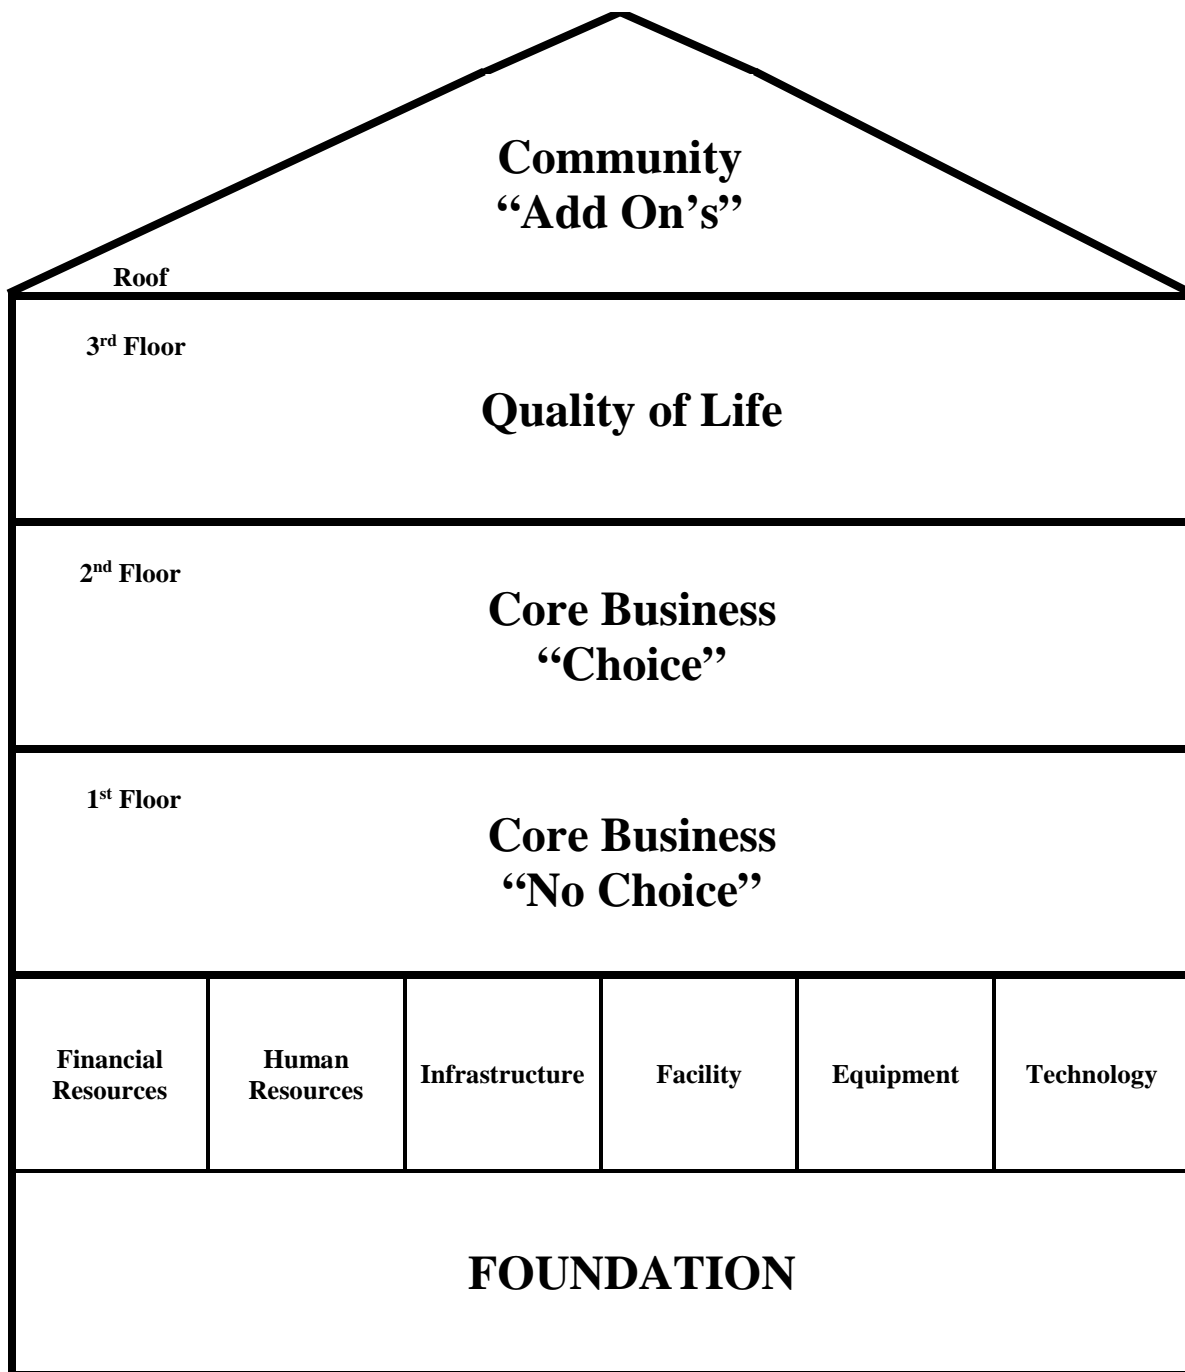 Community
“Add On’s”
Roof
3rd Floor
Quality of Life
2nd Floor
Core Business
“Choice”
1st Floor
Core Business
“No Choice”
Financial
Resources
Human
Resources
Infrastructure
Facility
Equipment
Technology
FOUNDATION